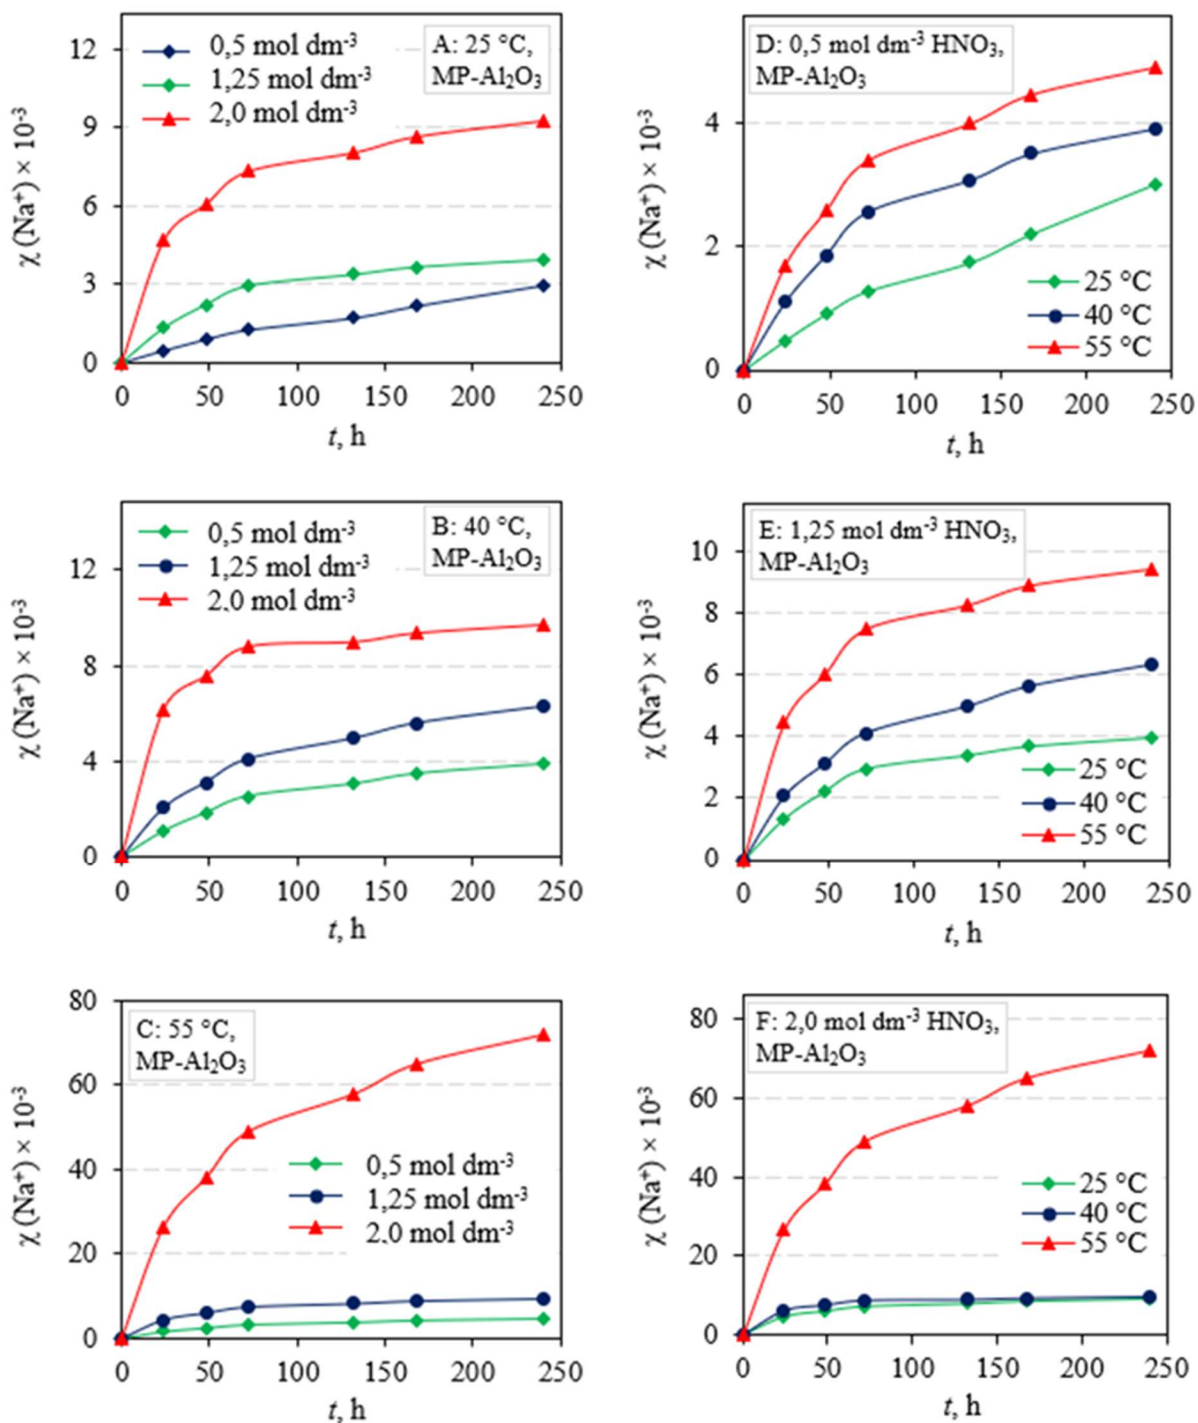 χ (Na⁺) × 10⁻³
12
9
6
3
0
0,5 mol dm⁻³
1,25 mol dm⁻³
2,0 mol dm⁻³
A: 25 °C,
MP-Al₂O₃
0 50 100 150 200 250
t, h
χ (Na⁺) × 10⁻³
4
2
0
D: 0,5 mol dm⁻³ HNO₃,
MP-Al₂O₃
25 °C
40 °C
55 °C
0 50 100 150 200 250
t, h
χ (Na⁺) × 10⁻³
12
8
4
0
0,5 mol dm⁻³
1,25 mol dm⁻³
2,0 mol dm⁻³
B: 40 °C,
MP-Al₂O₃
0 50 100 150 200 250
t, h
χ (Na⁺) × 10⁻³
10
8
6
4
2
0
E: 1,25 mol dm⁻³ HNO₃,
MP-Al₂O₃
25 °C
40 °C
55 °C
0 50 100 150 200 250
t, h
χ (Na⁺) × 10⁻³
80
60
40
20
0
C: 55 °C,
MP-Al₂O₃
0,5 mol dm⁻³
1,25 mol dm⁻³
2,0 mol dm⁻³
0 50 100 150 200 250
t, h
χ (Na⁺) × 10⁻³
80
60
40
20
0
F: 2,0 mol dm⁻³ HNO₃,
MP-Al₂O₃
25 °C
40 °C
55 °C
0 50 100 150 200 250
t, h